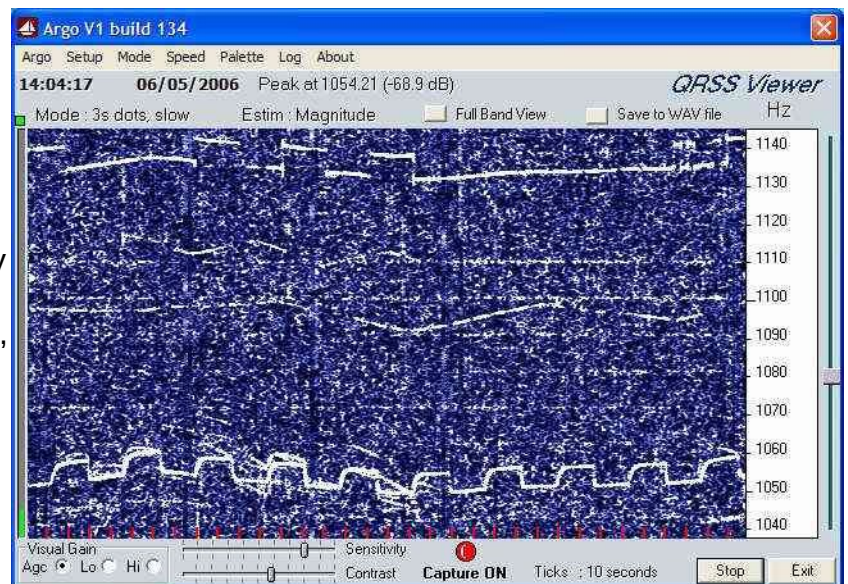 Argo V1 build 134
Argo Setup Mode Speed Palette Log About
14:04:17 06/05/2006 Peak at 1054.21 (-68.9 dB) QRSS Viewer
Mode : 3s dots, slow Estim : Magnitude Full Band View Save to WAV file Hz
1140
1130
1120
y
1110
1100
,
1090
1080
1070
1060
1050
1040
Visual Gain Sensitivity
Agc Lo Hi Contrast Capture ON Ticks : 10 seconds Stop Exit